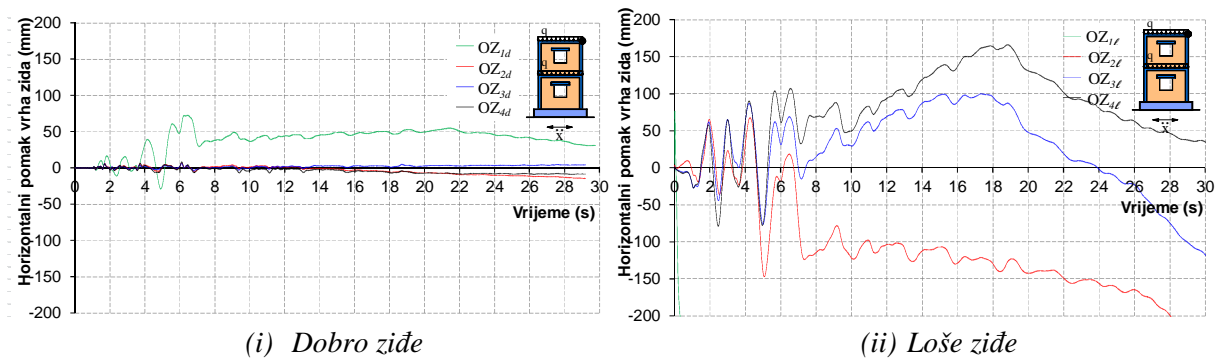 Horizontalni pomak vrha zida (mm)
200
150
100
50
0
-50
-100
-150
-200
0 2 4 6 8 10 12 14 16 18 20 22 24 26 28 30
Vrijeme (s)
OZ1d
OZ2d
OZ3d
OZ4d
q
q
ẍ
(i) Dobro ziđe
Horizontalni pomak vrha zida (mm)
200
150
100
50
0
-50
-100
-150
-200
0 2 4 6 8 10 12 14 16 18 20 22 24 26 28 30
Vrijeme (s)
OZ1ℓ
OZ2ℓ
OZ3ℓ
OZ4ℓ
q
q
ẍ
(ii) Loše ziđe